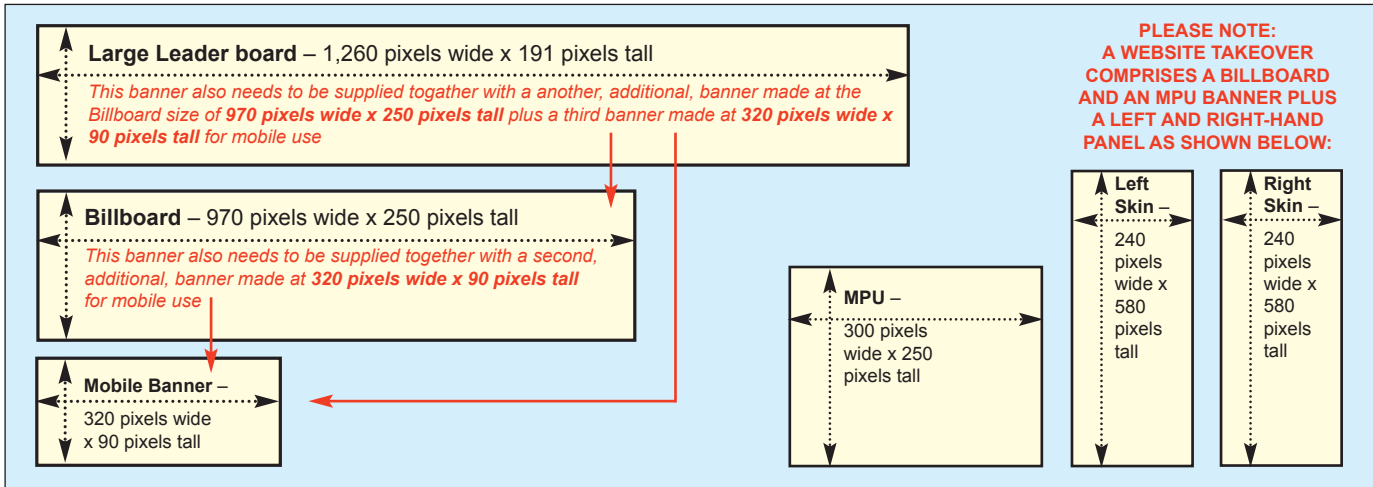 Large Leader board – 1,260 pixels wide x 191 pixels tall
This banner also needs to be supplied together with a another, additional, banner made at the
Billboard size of 970 pixels wide x 250 pixels tall plus a third banner made at 320 pixels wide x
90 pixels tall for mobile use
Billboard – 970 pixels wide x 250 pixels tall
This banner also needs to be supplied together with a second,
additional, banner made at 320 pixels wide x 90 pixels tall
for mobile use
Mobile Banner –
320 pixels wide
x 90 pixels tall
MPU –
300 pixels
wide x 250
pixels tall
PLEASE NOTE:
A WEBSITE TAKEOVER
COMPRISES A BILLBOARD
AND AN MPU BANNER PLUS
A LEFT AND RIGHT-HAND
PANEL AS SHOWN BELOW:
Left
Skin –
240
pixels
wide x
580
pixels
tall
Right
Skin –
240
pixels
wide x
580
pixels
tall